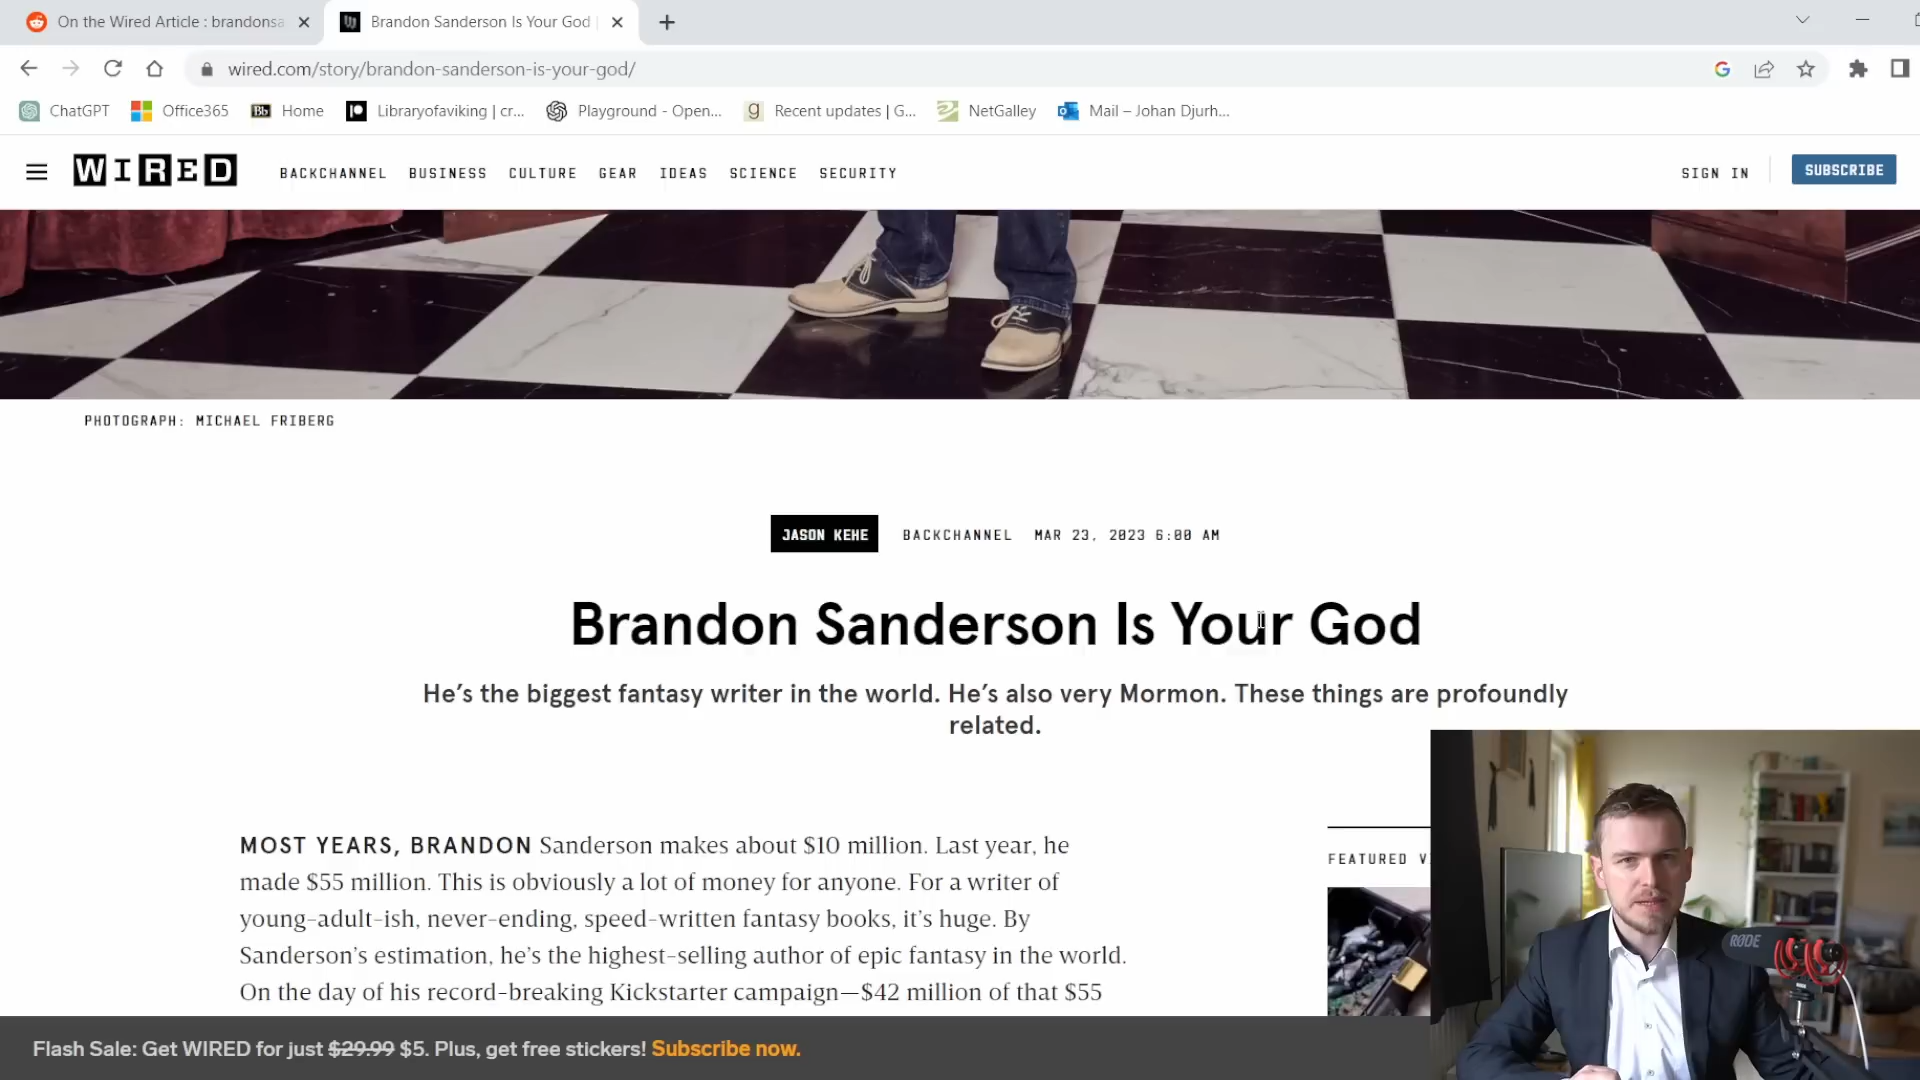 On the Wired Article : brandonsa
Brandon Sanderson Is Your God
wired.com/story/brandon-sanderson-is-your-god/
ChatGPT Office365 Bb Home Libraryofaviking | cr... Playground - Open... g Recent updates | G... NetGalley Mail – Johan Djurh...
WIRED BACKCHANNEL BUSINESS CULTURE GEAR IDEAS SCIENCE SECURITY SIGN IN SUBSCRIBE
PHOTOGRAPH: MICHAEL FRIBERG
JASON KEHE BACKCHANNEL MAR 23, 2023 6:00 AM
Brandon Sanderson Is Your God
He’s the biggest fantasy writer in the world. He’s also very Mormon. These things are profoundly
related.
MOST YEARS, BRANDON Sanderson makes about $10 million. Last year, he
made $55 million. This is obviously a lot of money for anyone. For a writer of
young-adult-ish, never-ending, speed-written fantasy books, it’s huge. By
Sanderson’s estimation, he’s the highest-selling author of epic fantasy in the world.
On the day of his record-breaking Kickstarter campaign—$42 million of that $55
FEATURED V
RØDE
Flash Sale: Get WIRED for just $29.99 $5. Plus, get free stickers! Subscribe now.